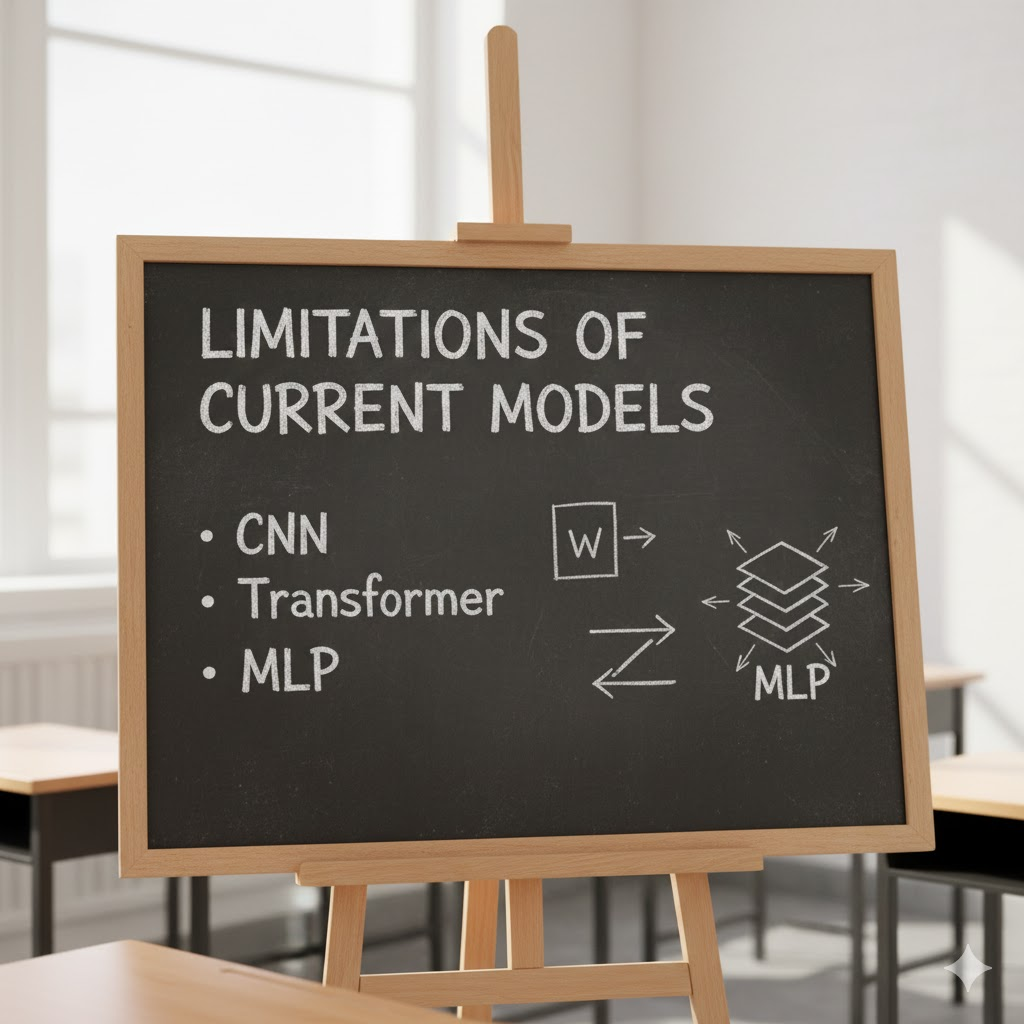 LIMITATIONS OF
CURRENT MODELS
• CNN
• Transformer
• MLP
W
MLP